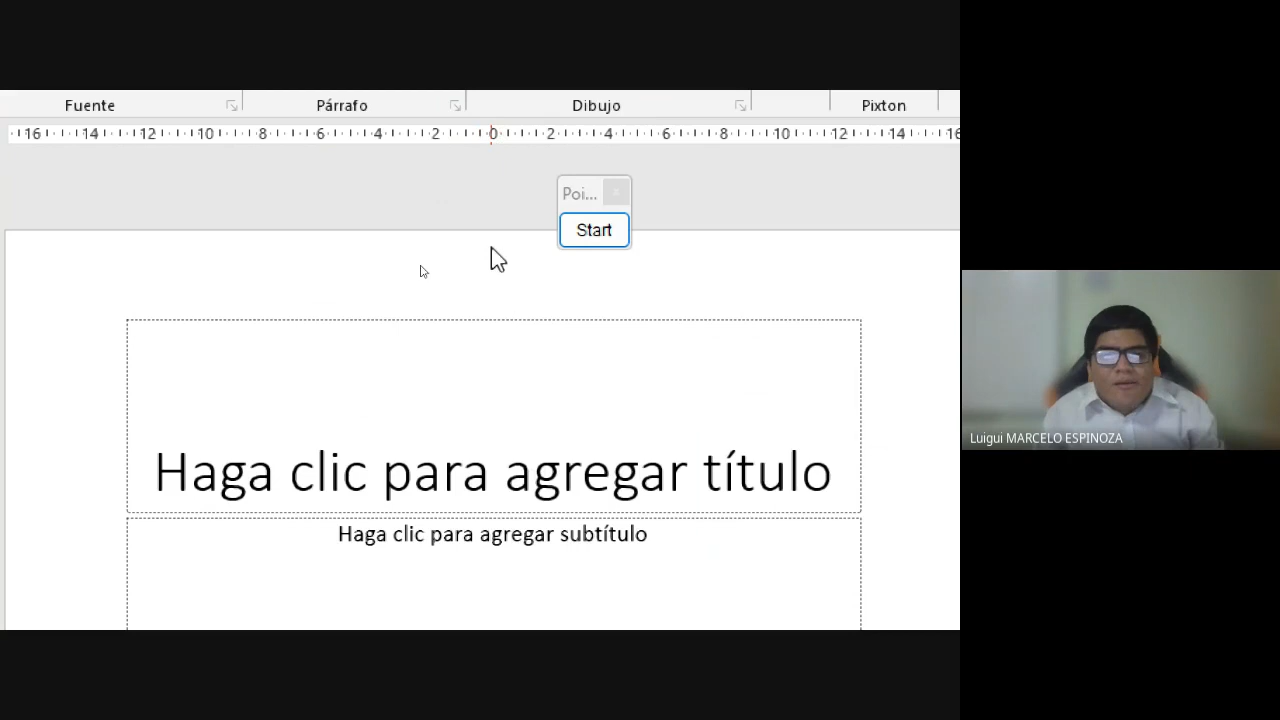 Fuente Párrafo Dibujo Pixton
16 14 12 10 8 6 4 2 0 2 4 6 8 10 12 14 16
Poi...
Start
Haga clic para agregar título
Haga clic para agregar subtítulo
Luigui MARCELO ESPINOZA